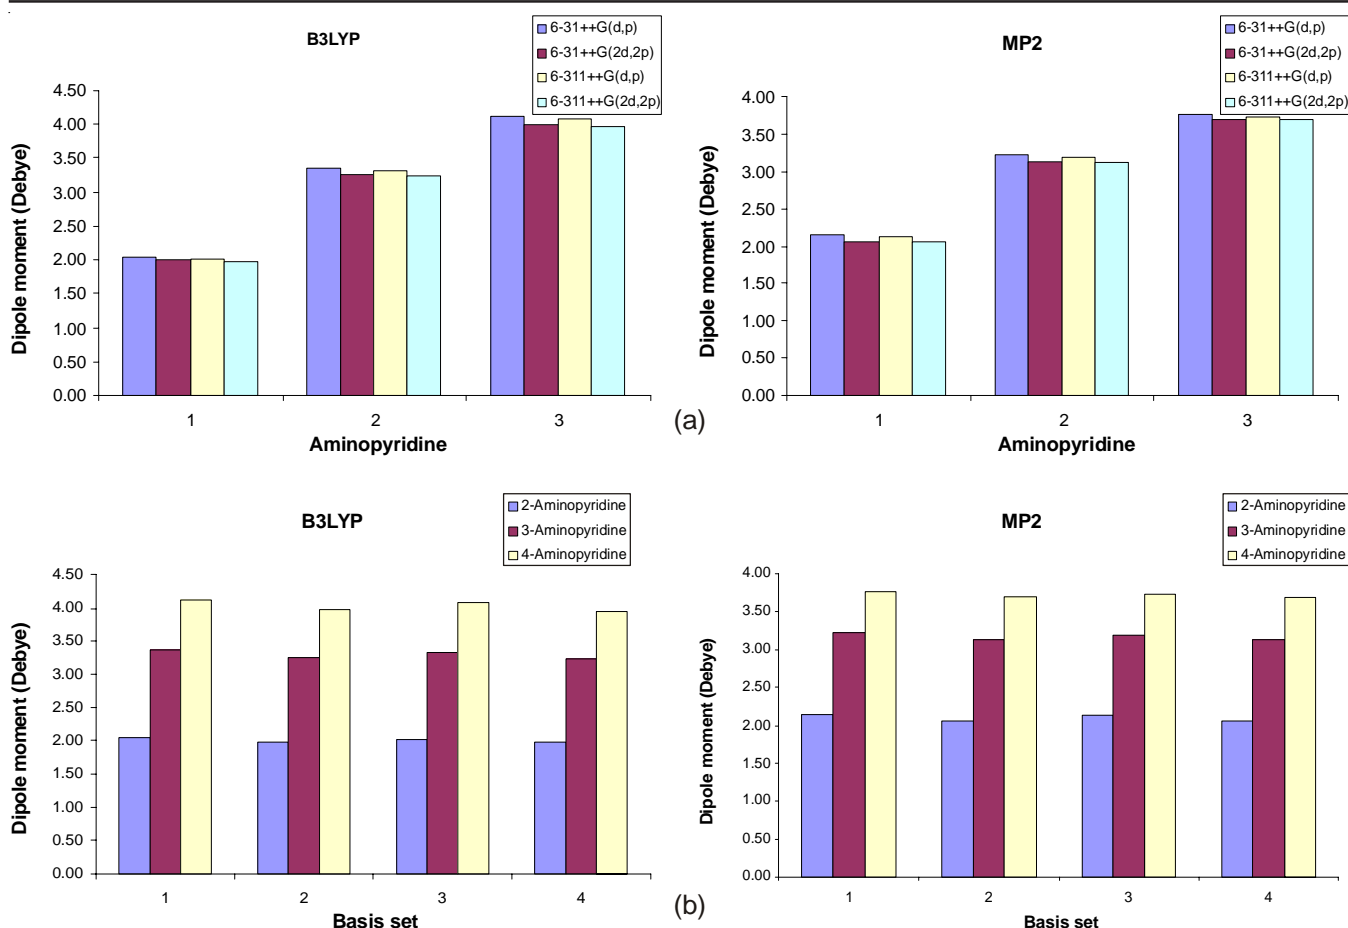 B3LYP
6-31++G(d,p)
6-31++G(2d,2p)
6-311++G(d,p)
6-311++G(2d,2p)
Dipole moment (Debye)
4.50
4.00
3.50
3.00
2.50
2.00
1.50
1.00
0.50
0.00
1 2 3
Aminopyridine
MP2
6-31++G(d,p)
6-31++G(2d,2p)
6-311++G(d,p)
6-311++G(2d,2p)
Dipole moment (Debye)
4.00
3.50
3.00
2.50
2.00
1.50
1.00
0.50
0.00
1 2 3
Aminopyridine
(a)
B3LYP
2-Aminopyridine
3-Aminopyridine
4-Aminopyridine
Dipole moment (Debye)
4.50
4.00
3.50
3.00
2.50
2.00
1.50
1.00
0.50
0.00
1 2 3 4
Basis set
MP2
2-Aminopyridine
3-Aminopyridine
4-Aminopyridine
Dipole moment (Debye)
4.00
3.50
3.00
2.50
2.00
1.50
1.00
0.50
0.00
1 2 3 4
Basis set
(b)